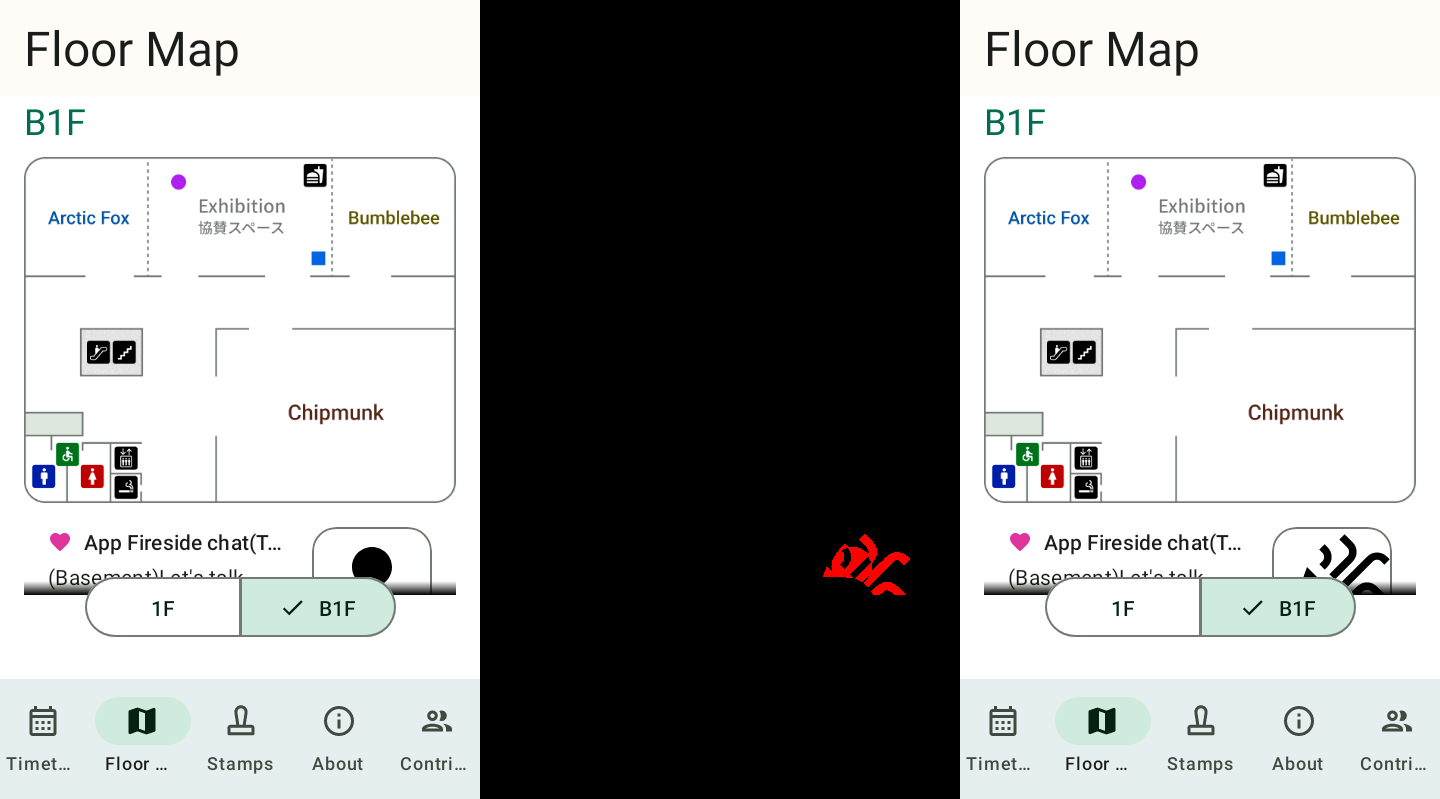 Floor Map
B1F
Arctic Fox
Exhibition
協賛スペース
Bumblebee
Chipmunk
App Fireside chat(T...
(Basement)Let's talk
1F
B1F
Timet...
Floor ...
Stamps
About
Contri...
Floor Map
B1F
Arctic Fox
Exhibition
協賛スペース
Bumblebee
Chipmunk
App Fireside chat(T...
(Basement)Let's talk
1F
B1F
Timet...
Floor ...
Stamps
About
Contri...